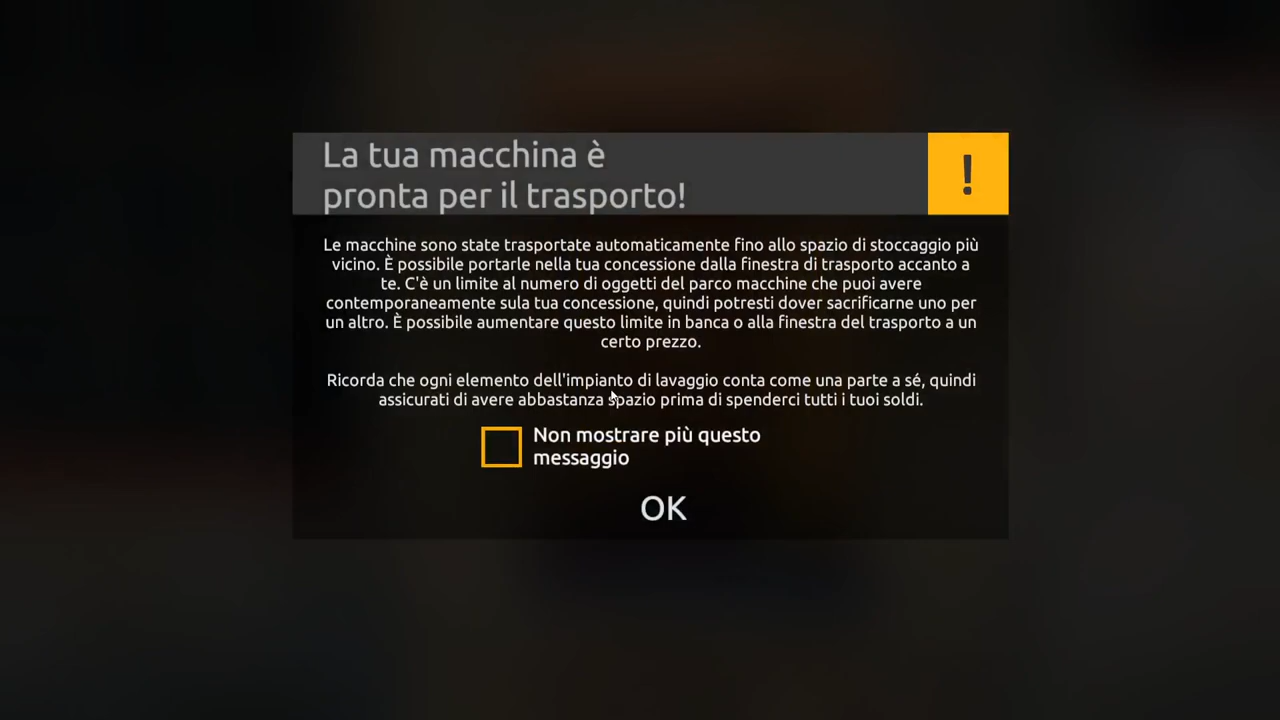 La tua macchina è
pronta per il trasporto!
!
Le macchine sono state trasportate automaticamente fino allo spazio di stoccaggio più
vicino. È possibile portarle nella tua concessione dalla finestra di trasporto accanto a
te. C'è un limite al numero di oggetti del parco macchine che puoi avere
contemporaneamente sula tua concessione, quindi potresti dover sacrificarne uno per
un altro. È possibile aumentare questo limite in banca o alla finestra del trasporto a un
certo prezzo.
Ricorda che ogni elemento dell'impianto di lavaggio conta come una parte a sé, quindi
assicurati di avere abbastanza spazio prima di spenderci tutti i tuoi soldi.
Non mostrare più questo
messaggio
OK